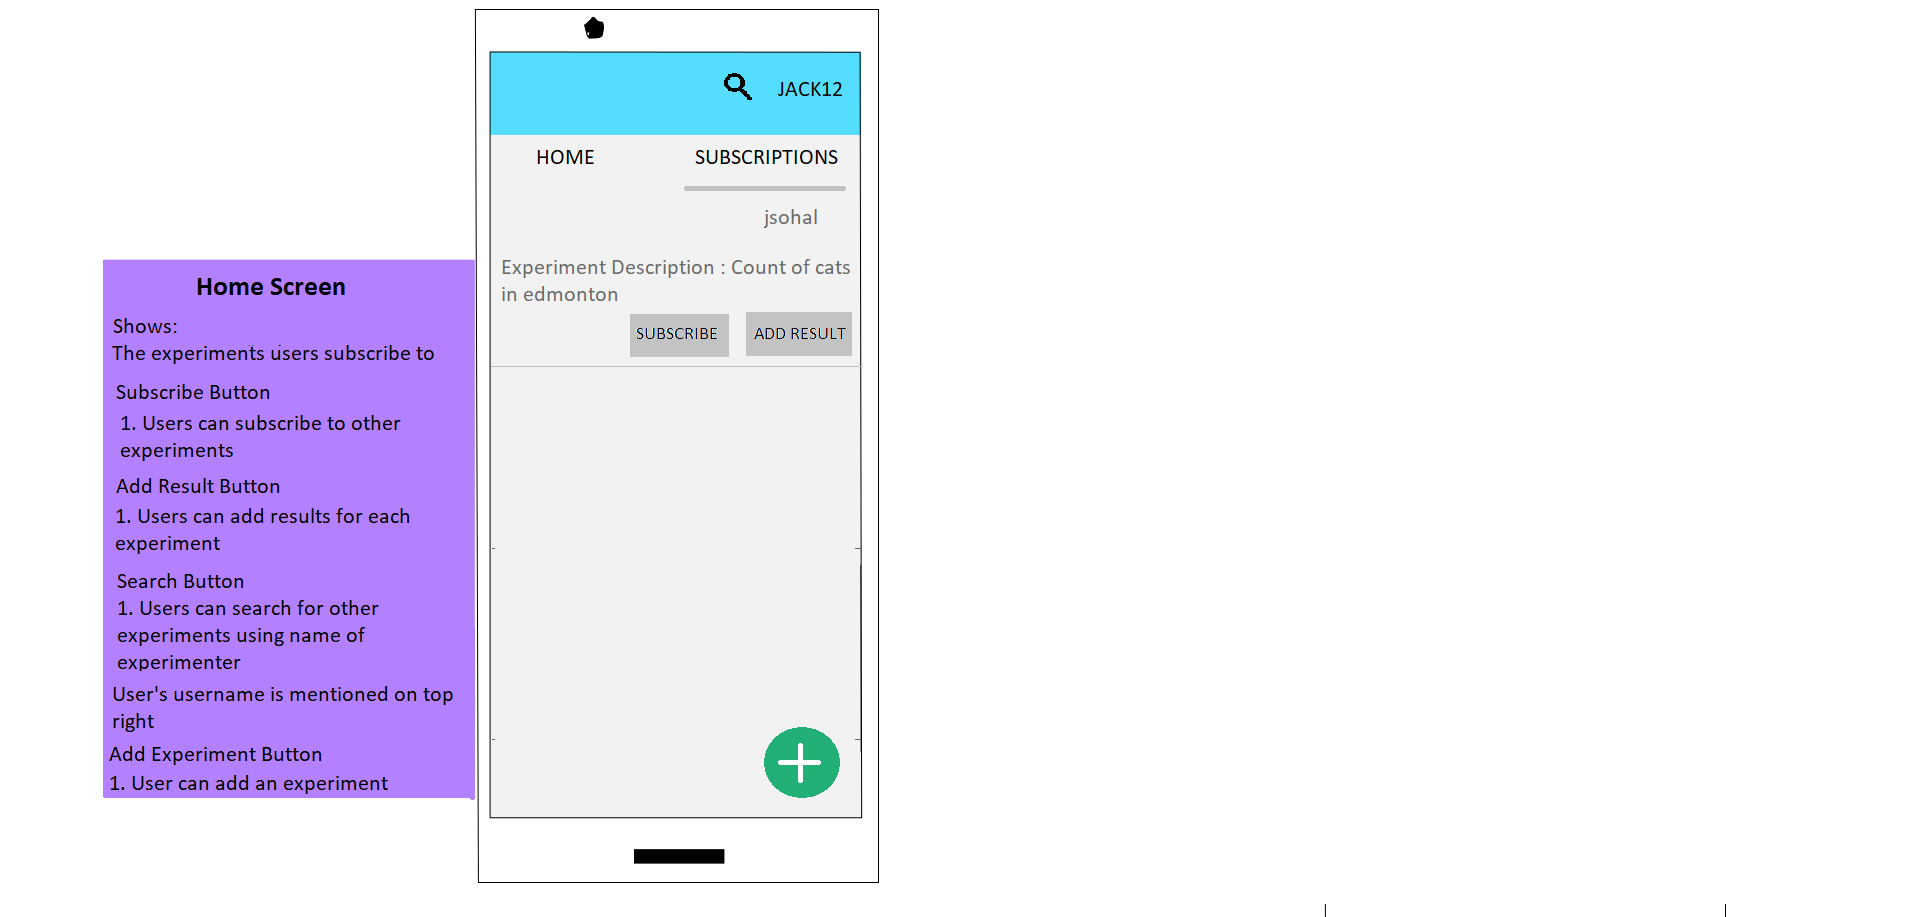 JACK12
HOME SUBSCRIPTIONS
jsohal
Experiment Description : Count of cats
in edmonton
SUBSCRIBE ADD RESULT
Home Screen
Shows:
The experiments users subscribe to
Subscribe Button
1. Users can subscribe to other
experiments
Add Result Button
1. Users can add results for each
experiment
Search Button
1. Users can search for other
experiments using name of
experimenter
User's username is mentioned on top
right
Add Experiment Button
1. User can add an experiment